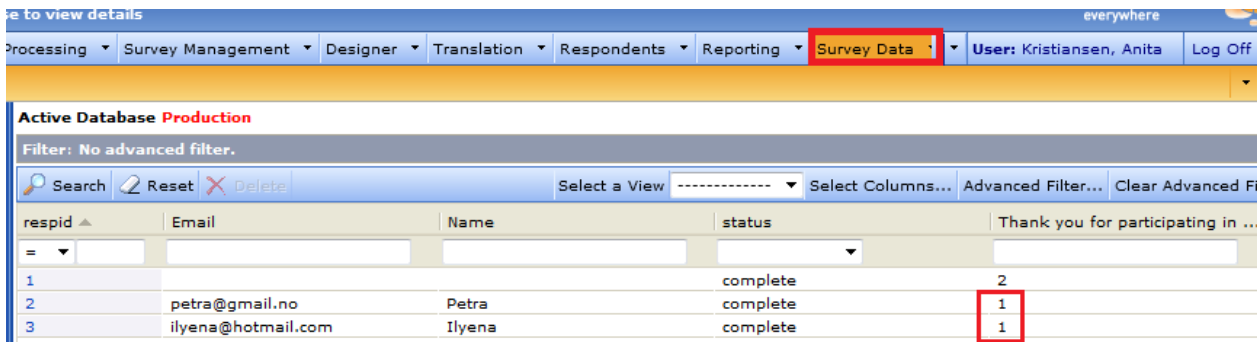 se to view details everywhere
Processing Survey Management Designer Translation Respondents Reporting Survey Data User: Kristiansen, Anita Log Off
Active Database Production
Filter: No advanced filter.
Search Reset Delete Select a View ------------- Select Columns... Advanced Filter... Clear Advanced Fi
respid Email Name status Thank you for participating in ...
=
1 complete 2
2 petra@gmail.no Petra complete 1
3 ilyena@hotmail.com Ilyena complete 1